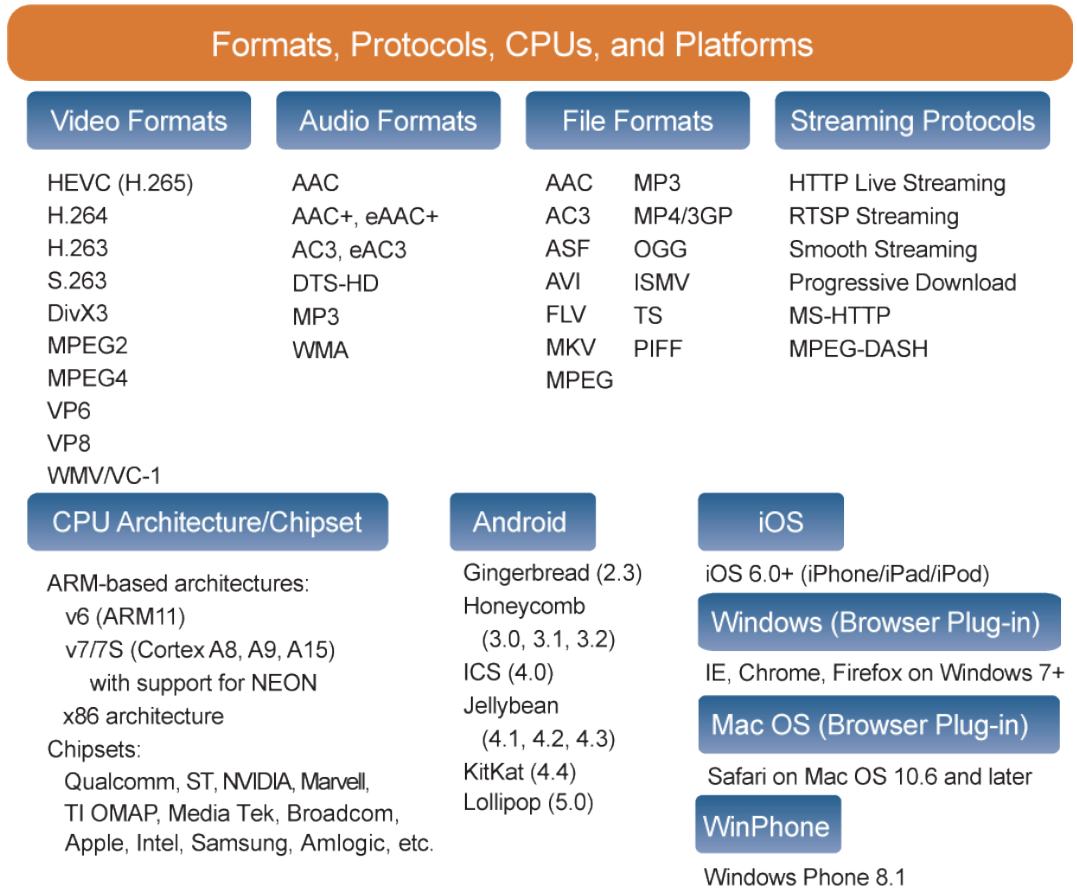 Formats, Protocols, CPUs, and Platforms
Video Formats
HEVC (H.265)
H.264
H.263
S.263
DivX3
MPEG2
MPEG4
VP6
VP8
WMV/VC-1
Audio Formats
AAC
AAC+, eAAC+
AC3, eAC3
DTS-HD
MP3
WMA
File Formats
AAC MP3
AC3 MP4/3GP
ASF OGG
AVI ISMV
FLV TS
MKV PIFF
MPEG
Streaming Protocols
HTTP Live Streaming
RTSP Streaming
Smooth Streaming
Progressive Download
MS-HTTP
MPEG-DASH
CPU Architecture/Chipset
ARM-based architectures:
v6 (ARM11)
v7/7S (Cortex A8, A9, A15)
with support for NEON
x86 architecture
Chipsets:
Qualcomm, ST, NVIDIA, Marvell,
TI OMAP, Media Tek, Broadcom,
Apple, Intel, Samsung, Amlogic, etc.
Android
Gingerbread (2.3)
Honeycomb
(3.0, 3.1, 3.2)
ICS (4.0)
Jellybean
(4.1, 4.2, 4.3)
KitKat (4.4)
Lollipop (5.0)
iOS
iOS 6.0+ (iPhone/iPad/iPod)
Windows (Browser Plug-in)
IE, Chrome, Firefox on Windows 7+
Mac OS (Browser Plug-in)
Safari on Mac OS 10.6 and later
WinPhone
Windows Phone 8.1